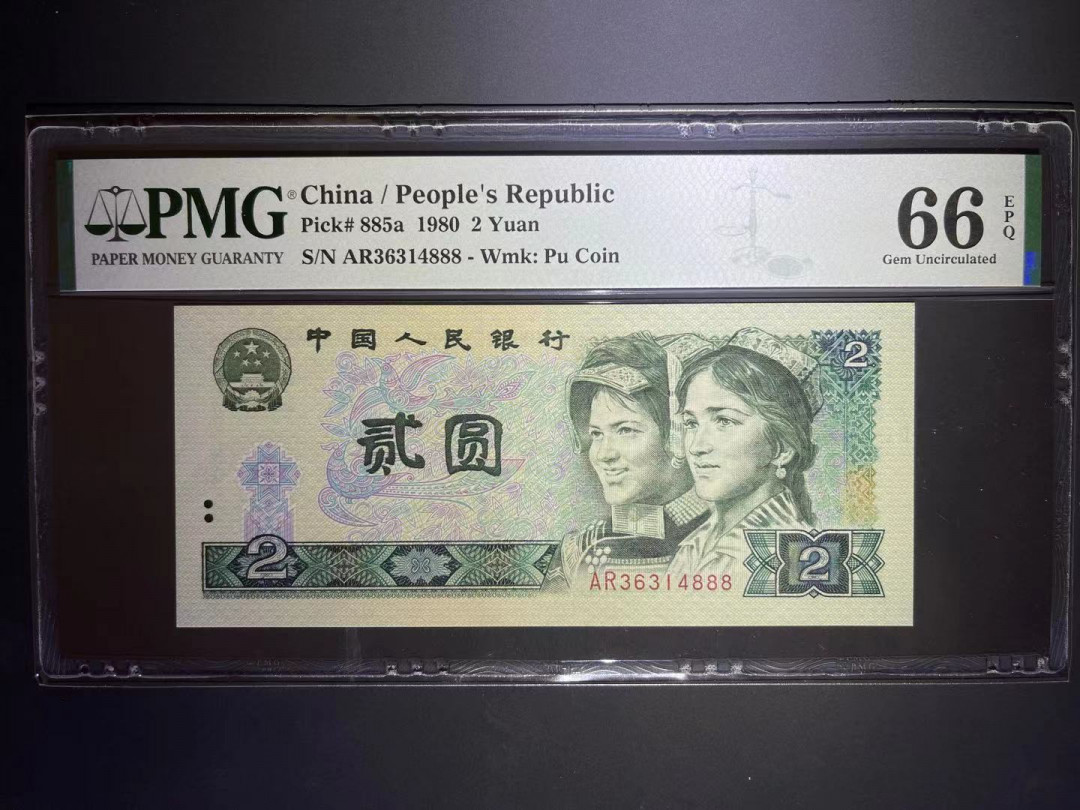 PMG®
PAPER MONEY GUARANTY
China / People's Republic
Pick# 885a 1980 2 Yuan
S/N AR36314888 - Wmk: Pu Coin
66
EPQ
Gem Uncirculated
中国人民银行
2
贰圆
2
AR36314888
2